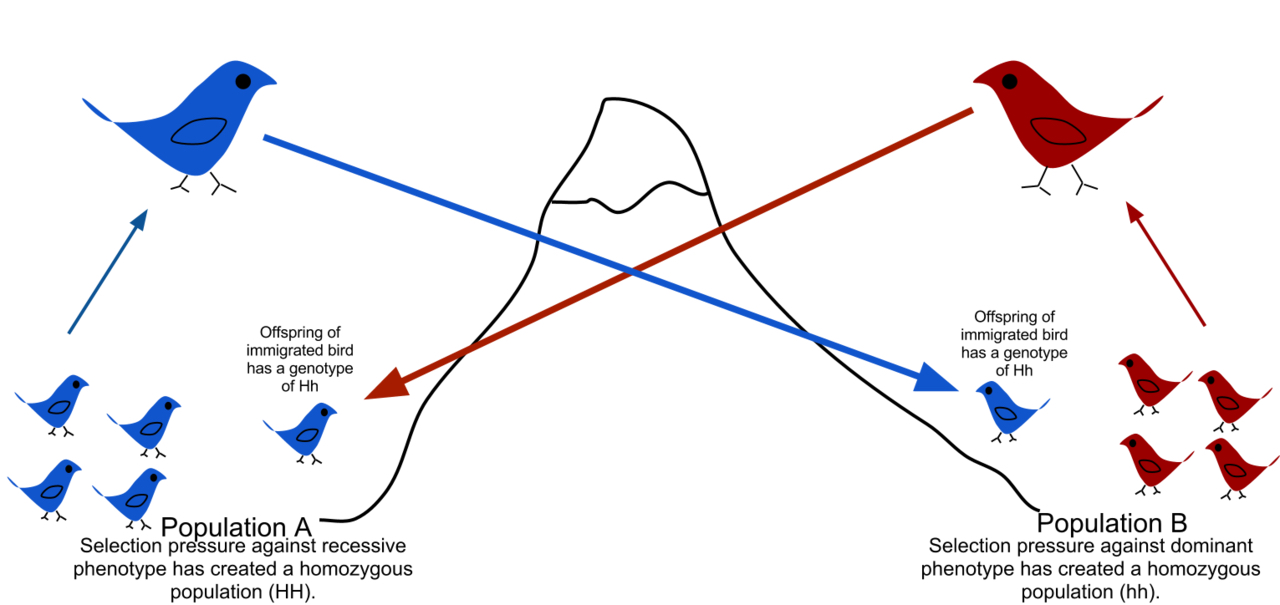 Offspring of
immigrated bird
has a genotype
of Hh
Offspring of
immigrated bird
has a genotype
of Hh
Population A
Selection pressure against recessive
phenotype has created a homozygous
population (HH).
Population B
Selection pressure against dominant
phenotype has created a homozygous
population (hh).